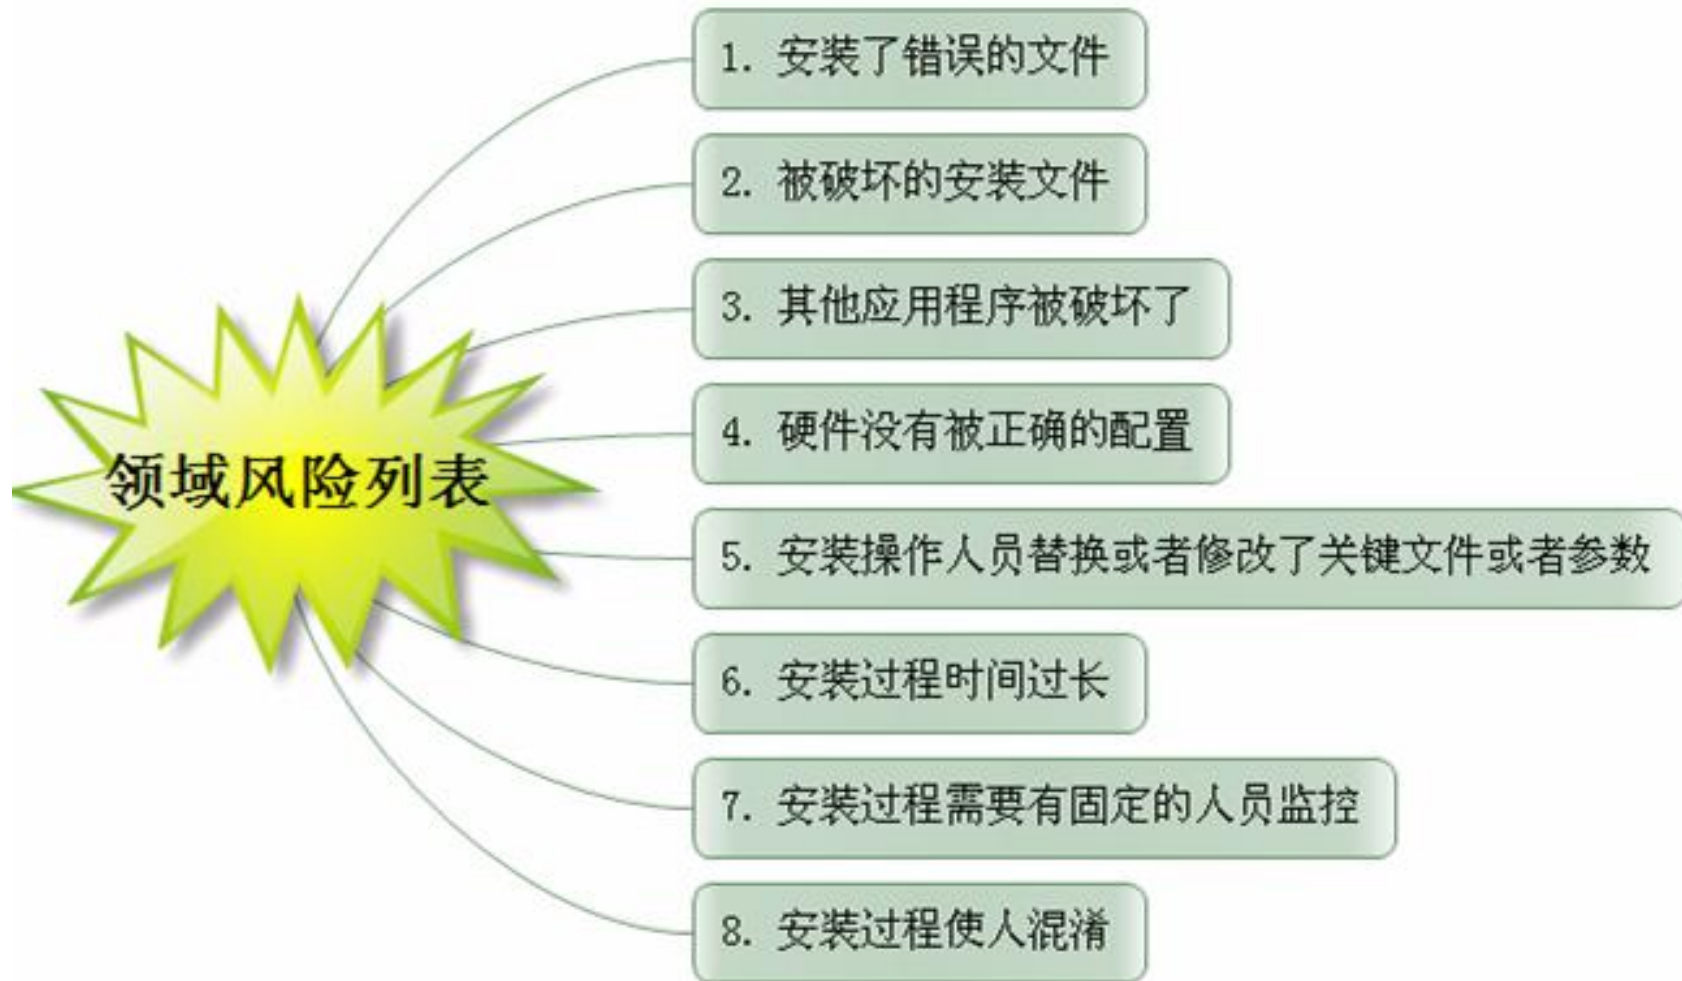 领域风险列表
1. 安装了错误的文件
2. 被破坏的安装文件
3. 其他应用程序被破坏了
4. 硬件没有被正确的配置
5. 安装操作人员替换或者修改了关键文件或者参数
6. 安装过程时间过长
7. 安装过程需要有固定的人员监控
8. 安装过程使人混淆